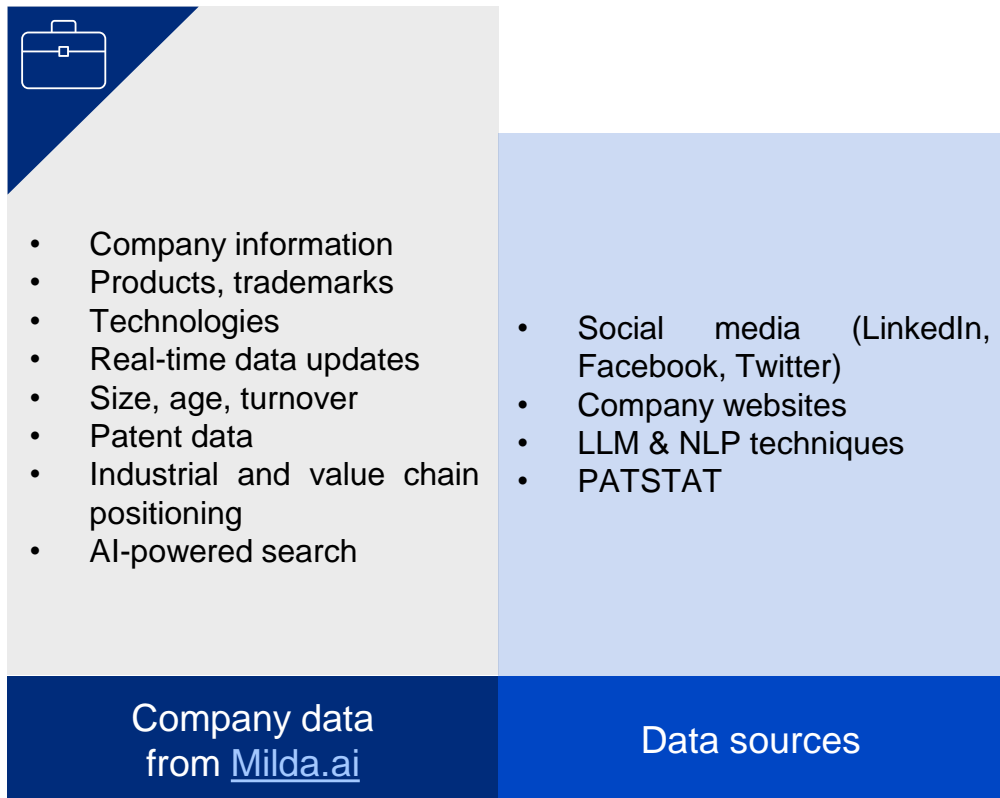 • Company information
• Products, trademarks
• Technologies
• Real-time data updates
• Size, age, turnover
• Patent data
• Industrial and value chain
positioning
• AI-powered search
Company data
from Milda.ai
• Social media (LinkedIn,
Facebook, Twitter)
• Company websites
• LLM & NLP techniques
• PATSTAT
Data sources